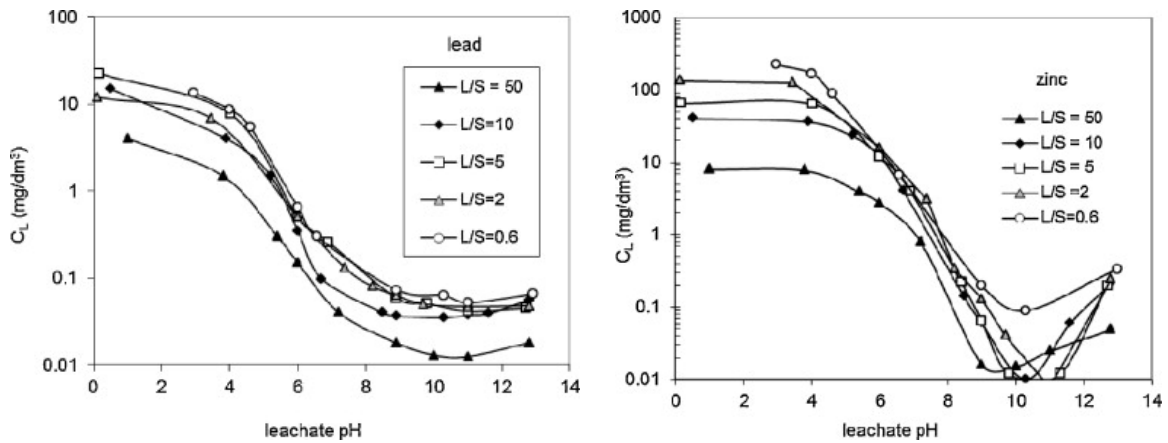 100
10
1
0.1
0.01
C_L (mg/dm³)
lead
L/S = 50
L/S=10
L/S=5
L/S=2
L/S=0.6
0 2 4 6 8 10 12 14
leachate pH
1000
100
10
1
0.1
0.01
C_L (mg/dm³)
zinc
L/S = 50
L/S = 10
L/S = 5
L/S =2
L/S=0.6
0 2 4 6 8 10 12 14
leachate pH